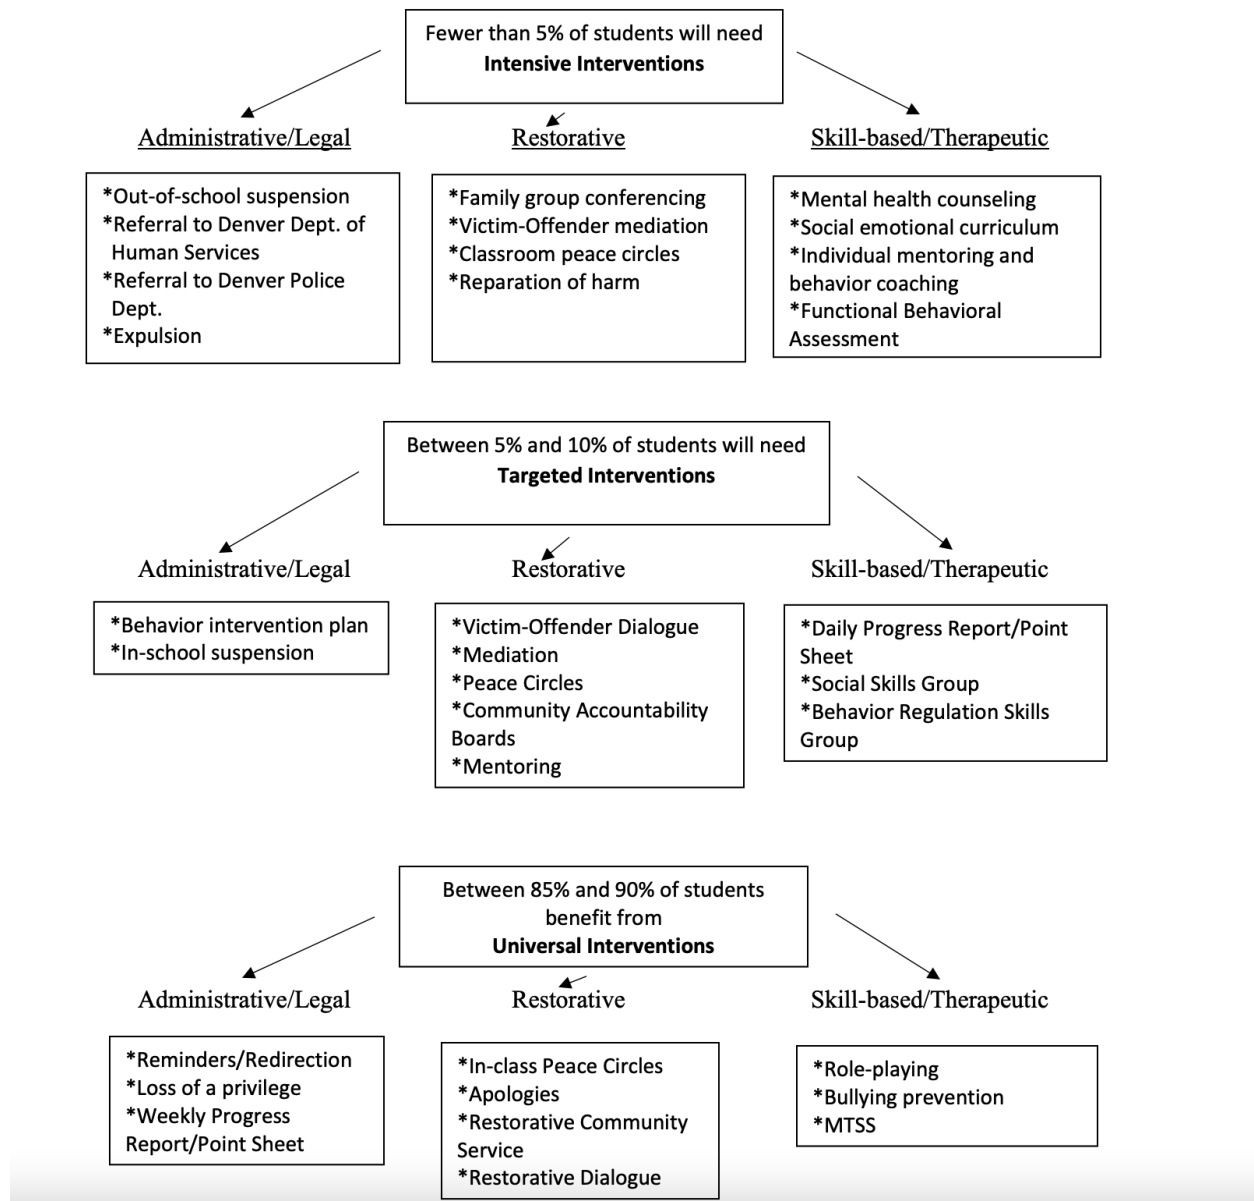 Fewer than 5% of students will need
Intensive Interventions
Administrative/Legal
*Out-of-school suspension
*Referral to Denver Dept. of
Human Services
*Referral to Denver Police
Dept.
*Expulsion
Restorative
*Family group conferencing
*Victim-Offender mediation
*Classroom peace circles
*Reparation of harm
Skill-based/Therapeutic
*Mental health counseling
*Social emotional curriculum
*Individual mentoring and
behavior coaching
*Functional Behavioral
Assessment
Between 5% and 10% of students will need
Targeted Interventions
Administrative/Legal
*Behavior intervention plan
*In-school suspension
Restorative
*Victim-Offender Dialogue
*Mediation
*Peace Circles
*Community Accountability
Boards
*Mentoring
Skill-based/Therapeutic
*Daily Progress Report/Point
Sheet
*Social Skills Group
*Behavior Regulation Skills
Group
Between 85% and 90% of students
benefit from
Universal Interventions
Administrative/Legal
*Reminders/Redirection
*Loss of a privilege
*Weekly Progress
Report/Point Sheet
Restorative
*In-class Peace Circles
*Apologies
*Restorative Community
Service
*Restorative Dialogue
Skill-based/Therapeutic
*Role-playing
*Bullying prevention
*MTSS